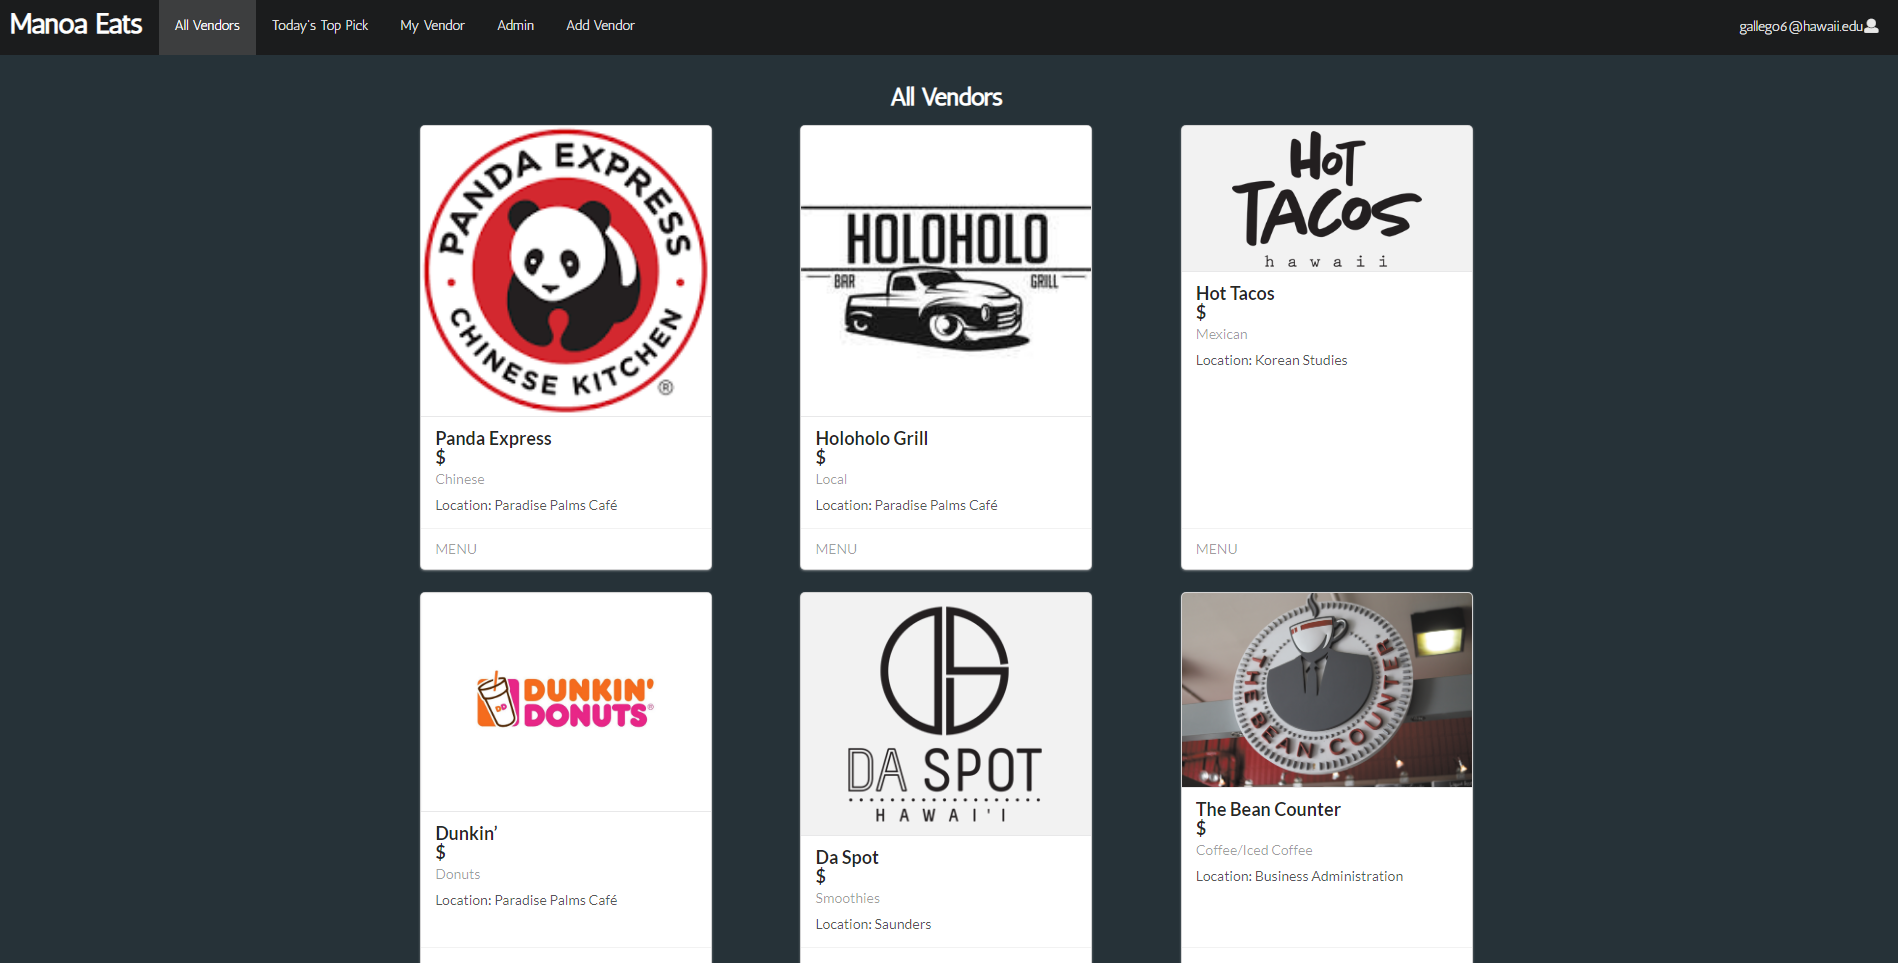 Manoa Eats
All Vendors
Today's Top Pick
My Vendor
Admin
Add Vendor
gallego6@hawaii.edu
All Vendors
PANDA EXPRESS
CHINESE KITCHEN
®
Panda Express
$
Chinese
Location: Paradise Palms Café
MENU
HOLOHOLO
BAR GRILL
Holoholo Grill
$
Local
Location: Paradise Palms Café
MENU
HOT
TACOS
hawaii
Hot Tacos
$
Mexican
Location: Korean Studies
MENU
DD
DUNKIN'
DONUTS®
Dunkin’
$
Donuts
Location: Paradise Palms Café
DS
DA SPOT
HAWAI'I
Da Spot
$
Smoothies
Location: Saunders
THE BEAN COUNTER
The Bean Counter
$
Coffee/Iced Coffee
Location: Business Administration